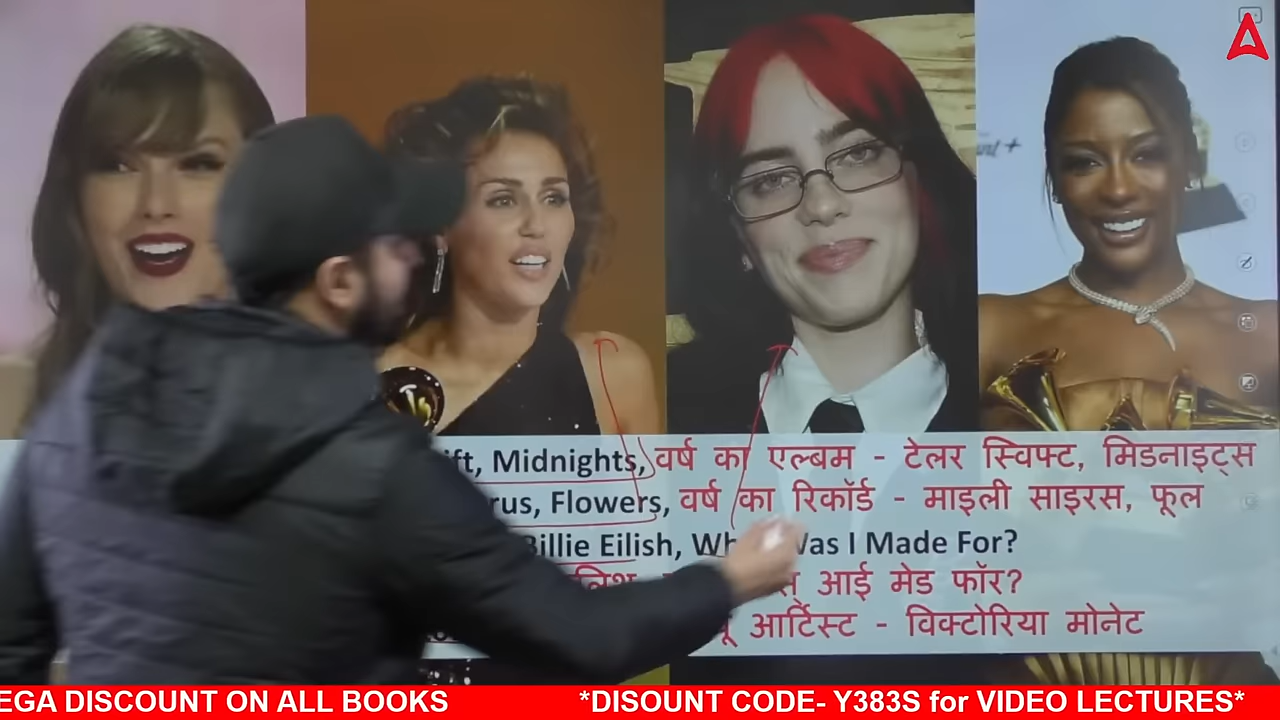 ift, Midnights, वर्ष का एल्बम - टेलर स्विफ्ट, मिडनाइट्स
rus, Flowers, वर्ष का रिकॉर्ड - माइली साइरस, फूल
Billie Eilish, Was I Made For?
आई मेड फॉर?
आर्टिस्ट - विक्टोरिया मोनेट
EGA DISCOUNT ON ALL BOOKS *DISOUNT CODE- Y383S for VIDEO LECTURES*